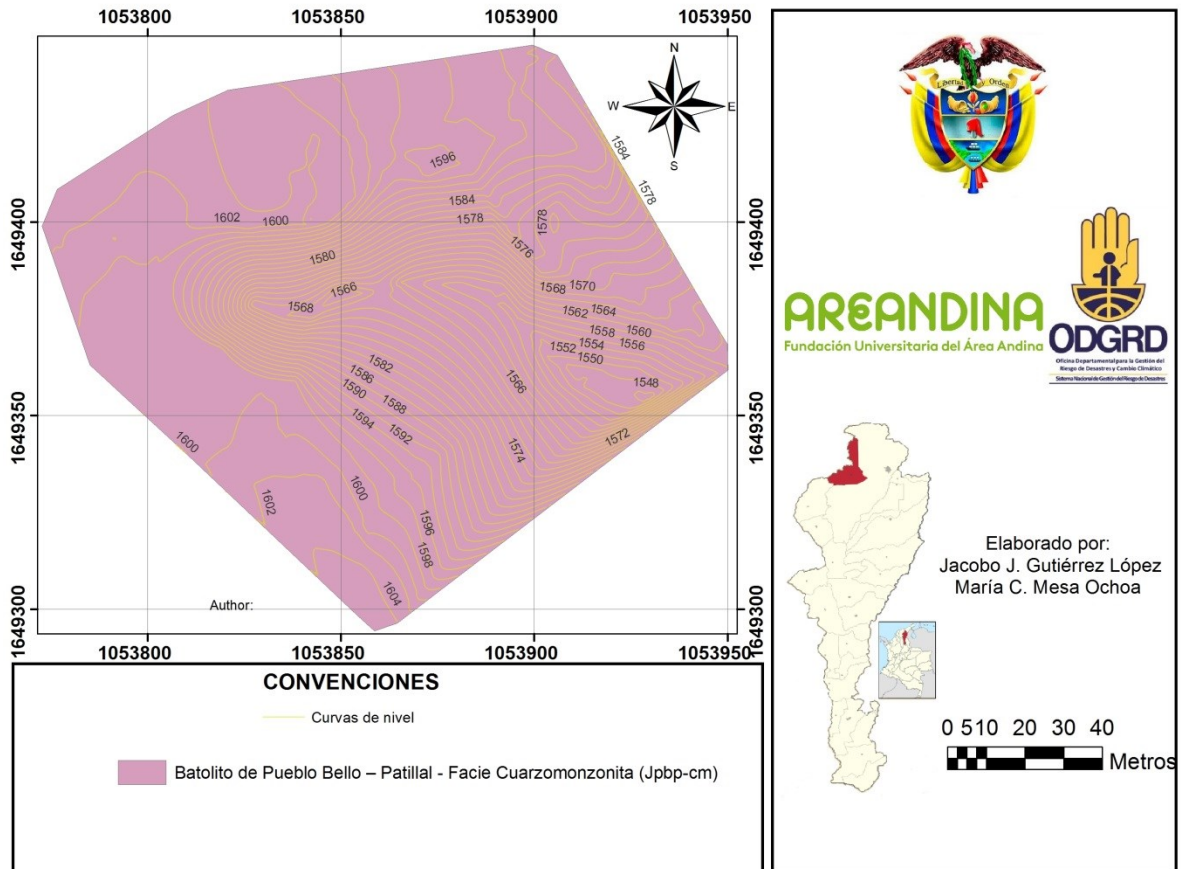 1053800 1053850 1053900 1053950
1649400
1649350
1649300
1649400
1649350
1649300
N
W E
S
1596
1584
1578
1584
1578
1602
1600
1578
1576
1580
1566
1568
1568
1570
1562
1564
1558
1560
1552
1554
1556
1550
1548
1582
1586
1590
1588
1594
1592
1566
1574
1572
1600
1602
1600
1596
1598
1604
Author:
1053800 1053850 1053900 1053950
CONVENCIONES
Curvas de nivel
Batolito de Pueblo Bello – Patillal - Facie Cuarzomonzonita (Jpbp-cm)
Libertad y Orden
AREANDINA
Fundación Universitaria del Área Andina
ODGRD
Oficina Departamental para la Gestión del
Riesgo de Desastres y Cambio Climático
Sistema Nacional de Gestión del Riesgo de Desastres
Elaborado por:
Jacobo J. Gutiérrez López
María C. Mesa Ochoa
0 5 10 20 30 40
Metros